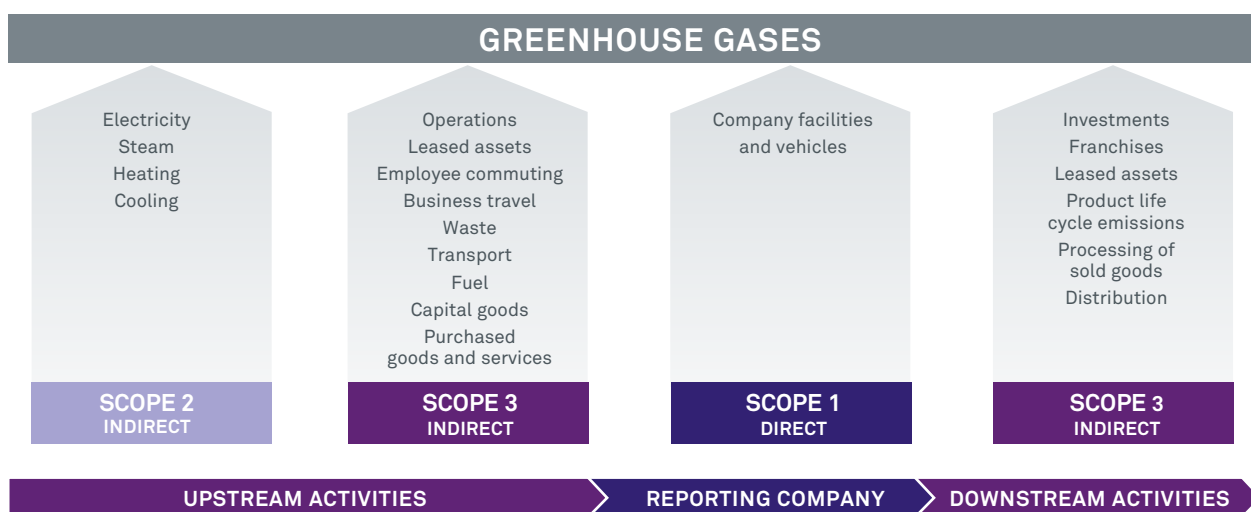 GREENHOUSE GASES
Electricity
Steam
Heating
Cooling
SCOPE 2
INDIRECT
Operations
Leased assets
Employee commuting
Business travel
Waste
Transport
Fuel
Capital goods
Purchased
goods and services
SCOPE 3
INDIRECT
Company facilities
and vehicles
SCOPE 1
DIRECT
Investments
Franchises
Leased assets
Product life
cycle emissions
Processing of
sold goods
Distribution
SCOPE 3
INDIRECT
UPSTREAM ACTIVITIES
REPORTING COMPANY
DOWNSTREAM ACTIVITIES